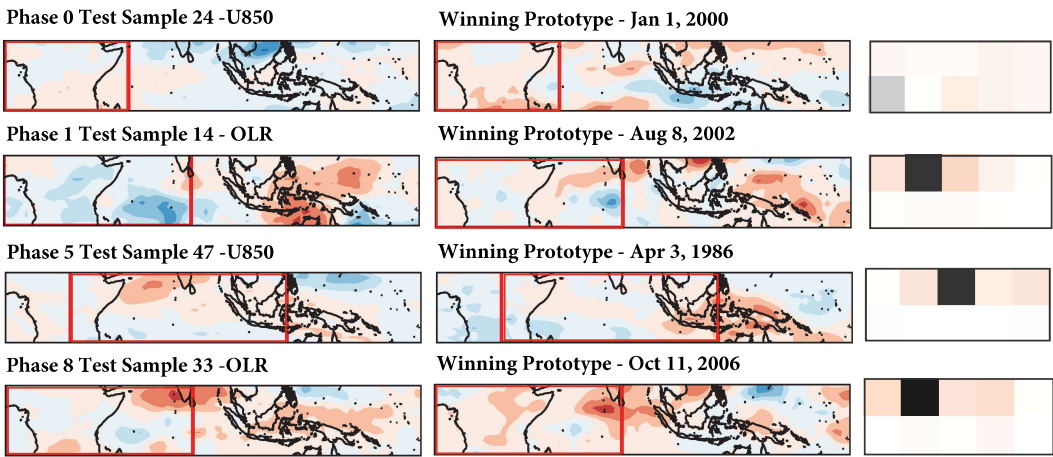 Phase 0 Test Sample 24 -U850
Winning Prototype - Jan 1, 2000
Phase 1 Test Sample 14 - OLR
Winning Prototype - Aug 8, 2002
Phase 5 Test Sample 47 -U850
Winning Prototype - Apr 3, 1986
Phase 8 Test Sample 33 -OLR
Winning Prototype - Oct 11, 2006